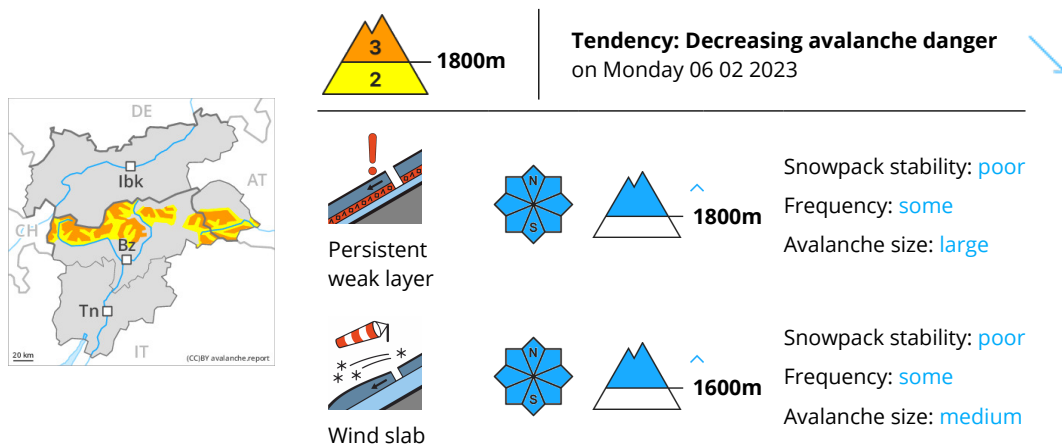 3
2
1800m
Tendency: Decreasing avalanche danger
on Monday 06 02 2023
DE
Ibk
AT
CH
Bz
Tn
IT
20 km
(CC)BY avalanche.report
Persistent
weak layer
N
S
1800m
Snowpack stability: poor
Frequency: some
Avalanche size: large
Wind slab
N
S
1600m
Snowpack stability: poor
Frequency: some
Avalanche size: medium